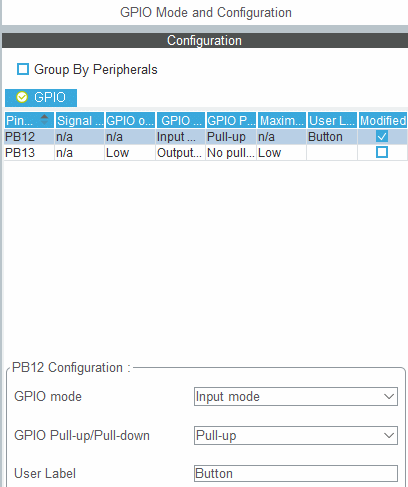 GPIO Mode and Configuration
Configuration
Group By Peripherals
GPIO
Pin... Signal ... GPIO o... GPIO ... GPIO P... Maxim... User L... Modified
PB12 n/a n/a Input ... Pull-up n/a Button
PB13 n/a Low Output... No pull... Low
PB12 Configuration :
GPIO mode Input mode
GPIO Pull-up/Pull-down Pull-up
User Label Button